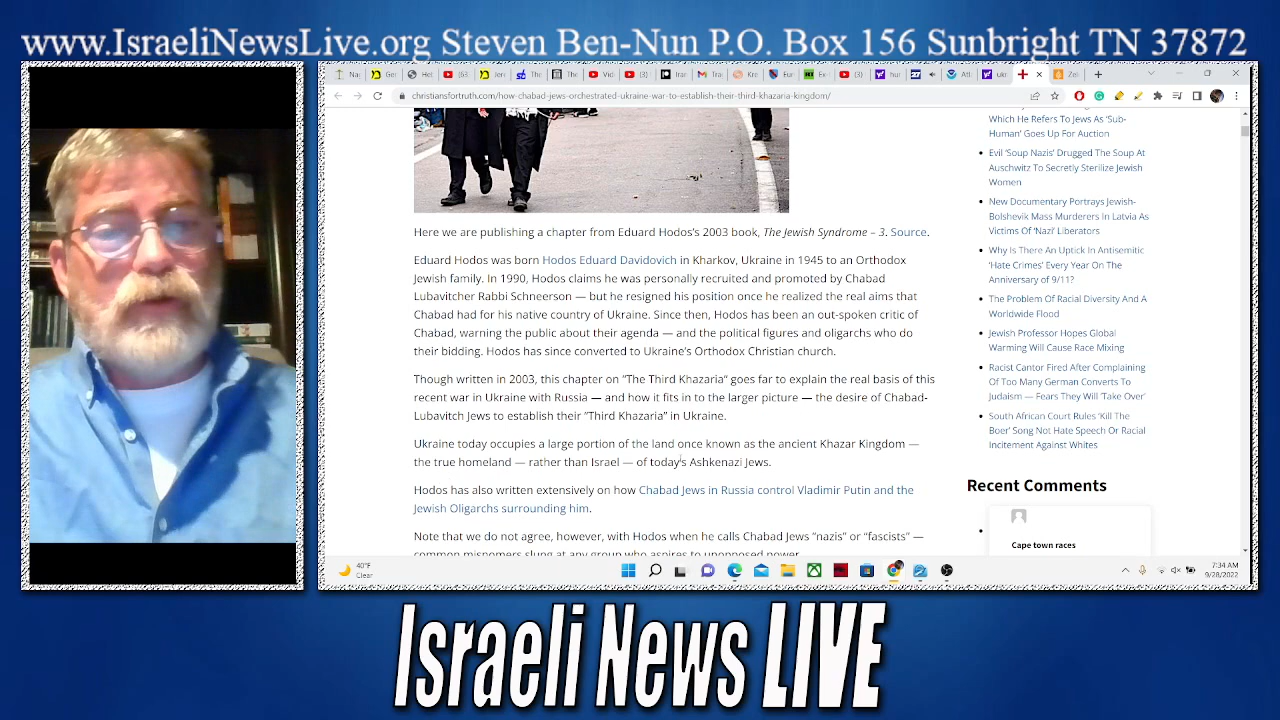 www.IsraeliNewsLive.org Steven Ben-Nun P.O. Box 156 Sunbright TN 37872
christiansfortruth.com/how-chabad-jews-orchestrated-ukraine-war-to-establish-their-third-khazaria-kingdom/
Here we are publishing a chapter from Eduard Hodos's 2003 book, The Jewish Syndrome – 3. Source.
Eduard Hodos was born Hodos Eduard Davidovich in Kharkov, Ukraine in 1945 to an Orthodox
Jewish family. In 1990, Hodos claims he was personally recruited and promoted by Chabad
Lubavitcher Rabbi Schneerson — but he resigned his position once he realized the real aims that
Chabad had for his native country of Ukraine. Since then, Hodos has been an out-spoken critic of
Chabad, warning the public about their agenda — and the political figures and oligarchs who do
their bidding. Hodos has since converted to Ukraine's Orthodox Christian church.
Though written in 2003, this chapter on "The Third Khazaria" goes far to explain the real basis of this
recent war in Ukraine with Russia — and how it fits in to the larger picture — the desire of Chabad-
Lubavitch Jews to establish their "Third Khazaria" in Ukraine.
Ukraine today occupies a large portion of the land once known as the ancient Khazar Kingdom —
the true homeland — rather than Israel — of today's Ashkenazi Jews.
Hodos has also written extensively on how Chabad Jews in Russia control Vladimir Putin and the
Jewish Oligarchs surrounding him.
Note that we do not agree, however, with Hodos when he calls Chabad Jews "nazis" or "fascists" —
common misnomers slung at any group who aspires to unopposed power.
Which He Refers To Jews As 'Sub-
Human' Goes Up For Auction
Evil 'Soup Nazis' Drugged The Soup At
Auschwitz To Secretly Sterilize Jewish
Women
New Documentary Portrays Jewish-
Bolshevik Mass Murderers In Latvia As
Victims Of 'Nazi' Liberators
Why Is There An Uptick In Antisemitic
'Hate Crimes' Every Year On The
Anniversary of 9/11?
The Problem Of Racial Diversity And A
Worldwide Flood
Jewish Professor Hopes Global
Warming Will Cause Race Mixing
Racist Cantor Fired After Complaining
Of Too Many German Converts To
Judaism — Fears They Will 'Take Over'
South African Court Rules 'Kill The
Boer' Song Not Hate Speech Or Racial
Incitement Against Whites
Recent Comments
Cape town races
40°F
Clear
7:34 AM
9/28/2022
Israeli News LIVE